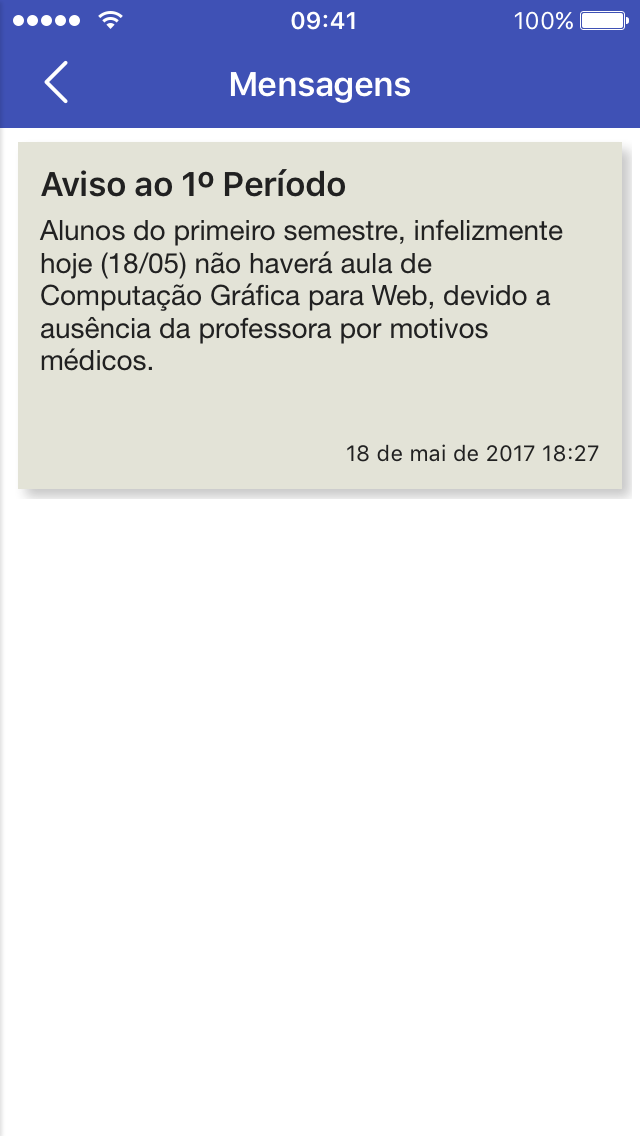 09:41
100%
Mensagens
Aviso ao 1º Período
Alunos do primeiro semestre, infelizmente
hoje (18/05) não haverá aula de
Computação Gráfica para Web, devido a
ausência da professora por motivos
médicos.
18 de mai de 2017 18:27